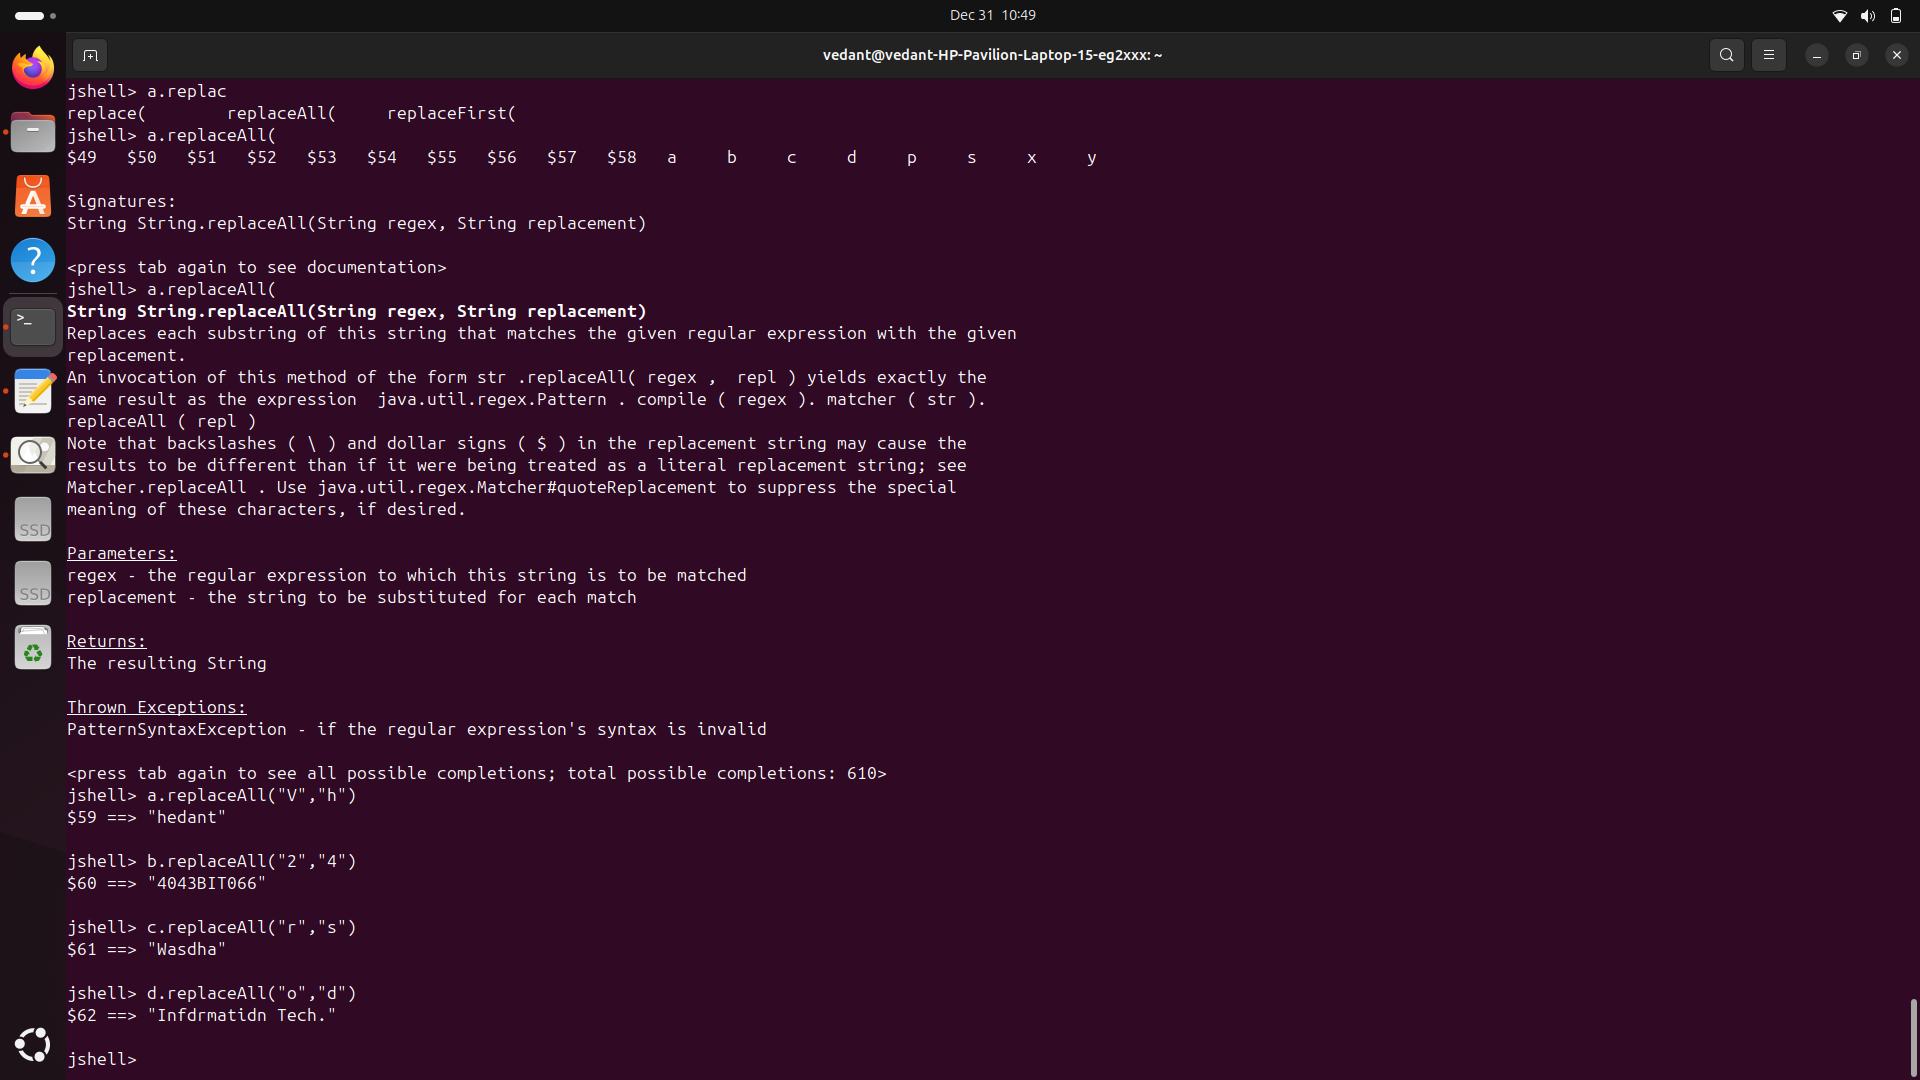 Dec 31 10:49
vedant@vedant-HP-Pavilion-Laptop-15-eg2xxx: ~
jshell> a.replac
replace(        replaceAll(     replaceFirst(
jshell> a.replaceAll(
$49   $50   $51   $52   $53   $54   $55   $56   $57   $58   a     b     c     d     p     s     x     y
Signatures:
String String.replaceAll(String regex, String replacement)
<press tab again to see documentation>
jshell> a.replaceAll(
String String.replaceAll(String regex, String replacement)
Replaces each substring of this string that matches the given regular expression with the given
replacement.
An invocation of this method of the form str .replaceAll( regex ,  repl ) yields exactly the
same result as the expression  java.util.regex.Pattern . compile ( regex ). matcher ( str ).
replaceAll ( repl )
Note that backslashes ( \ ) and dollar signs ( $ ) in the replacement string may cause the
results to be different than if it were being treated as a literal replacement string; see
Matcher.replaceAll . Use java.util.regex.Matcher#quoteReplacement to suppress the special
meaning of these characters, if desired.
Parameters:
regex - the regular expression to which this string is to be matched
replacement - the string to be substituted for each match
Returns:
The resulting String
Thrown Exceptions:
PatternSyntaxException - if the regular expression's syntax is invalid
<press tab again to see all possible completions; total possible completions: 610>
jshell> a.replaceAll("V","h")
$59 ==> "hedant"
jshell> b.replaceAll("2","4")
$60 ==> "4043BIT066"
jshell> c.replaceAll("r","s")
$61 ==> "Wasdha"
jshell> d.replaceAll("o","d")
$62 ==> "Infdrmatidn Tech."
jshell>
SSD
SSD